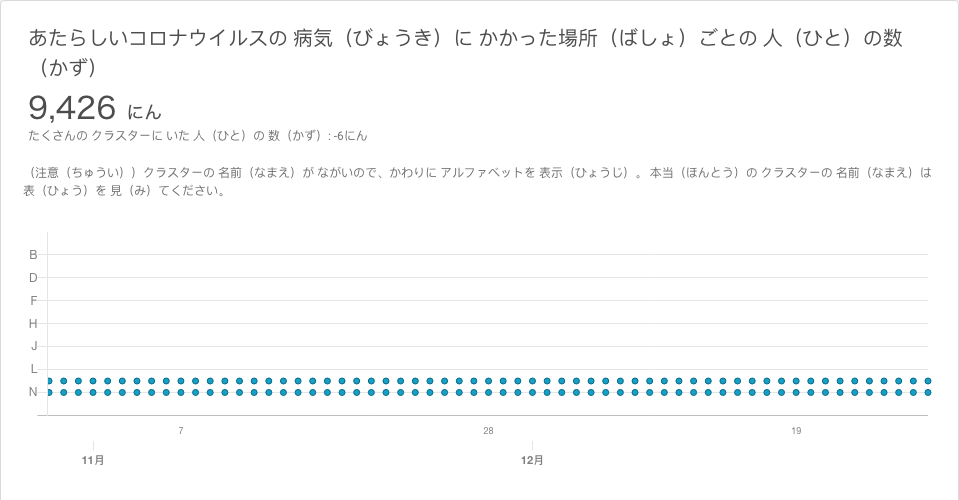 あたらしいコロナウイルスの 病気（びょうき）に かかった場所（ばしょ）ごとの 人（ひと）の数
（かず）
9,426 にん
たくさんの クラスターに いた 人（ひと）の 数（かず）: -6にん
（注意（ちゅうい））クラスターの 名前（なまえ）が ながいので、かわりに アルファベットを 表示（ひょうじ）。 本当（ほんとう）の クラスターの 名前（なまえ）は
表（ひょう）を 見（み）てください。
B
D
F
H
J
L
N
7
28
19
11月
12月